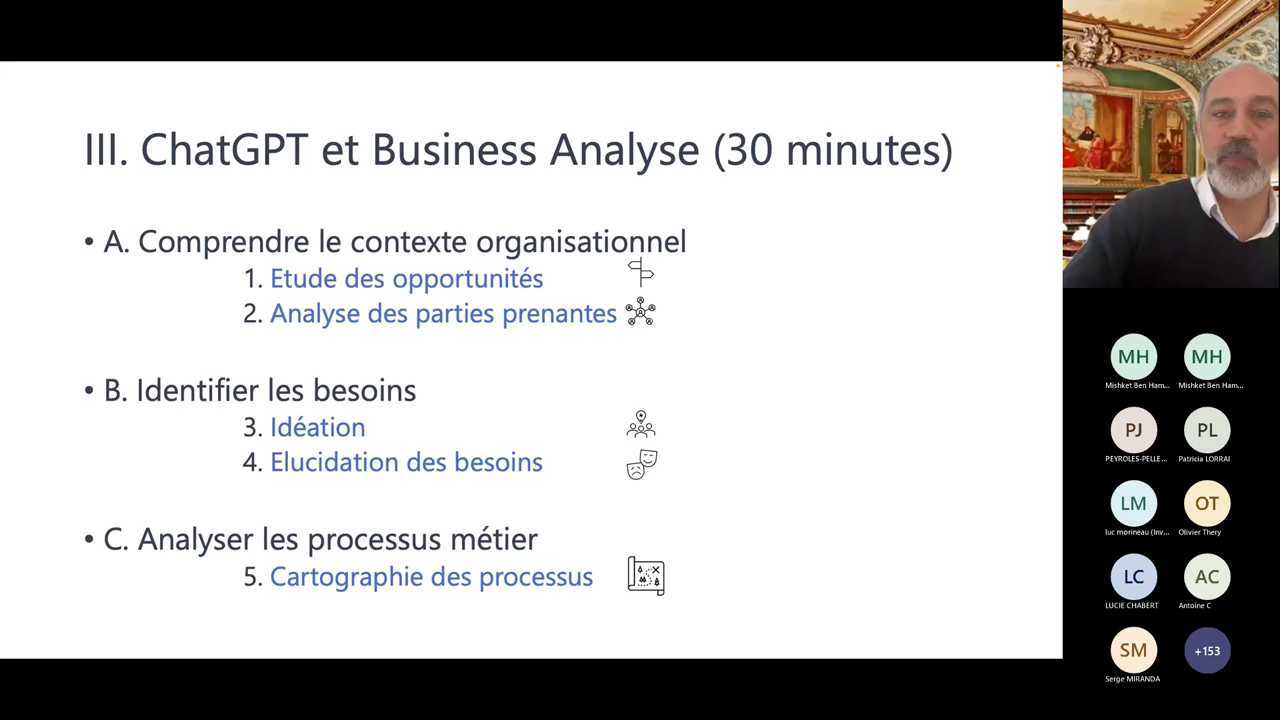 III. ChatGPT et Business Analyse (30 minutes)
• A. Comprendre le contexte organisationnel
1. Etude des opportunités
2. Analyse des parties prenantes
• B. Identifier les besoins
3. Idéation
4. Elucidation des besoins
• C. Analyser les processus métier
5. Cartographie des processus
MH
MH
Mishket Ben Ham...
Mishket Ben Ham...
PJ
PL
PEYROLES-PELLE...
Patricia LORRAI
LM
OT
luc morineau (Inv...
Olivier Thery
LC
AC
LUCIE CHABERT
Antoine C
SM
+153
Serge MIRANDA